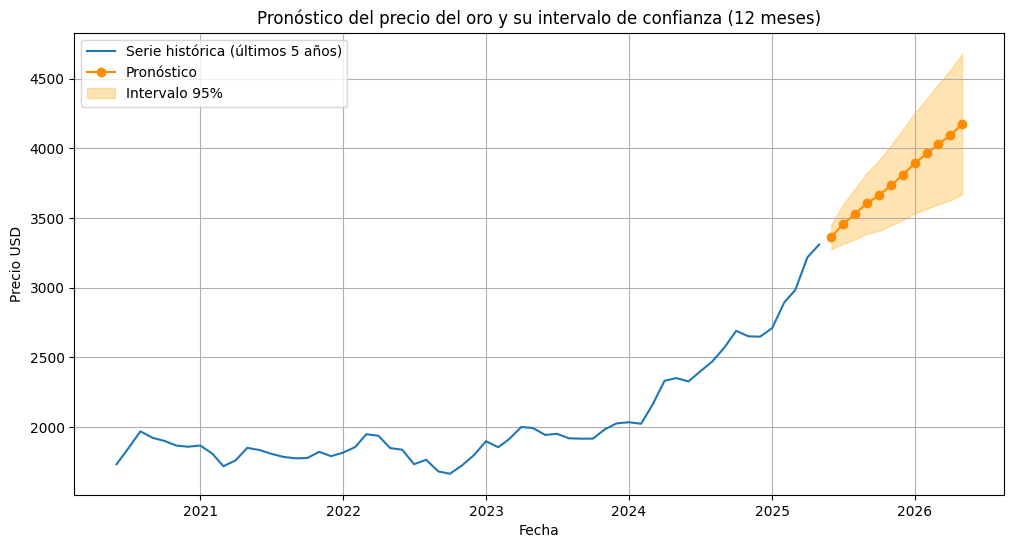 Pronóstico del precio del oro y su intervalo de confianza (12 meses)
Serie histórica (últimos 5 años)
Pronóstico
Intervalo 95%
Precio USD
4500
4000
3500
3000
2500
2000
2021
2022
2023
2024
2025
2026
Fecha